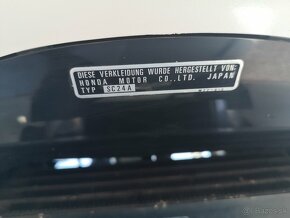 DIESE VERKLEIDUNG WURDE HERGESTELLT VON:
HONDA MOTOR CO.,LTD. JAPAN
TYP SC24A